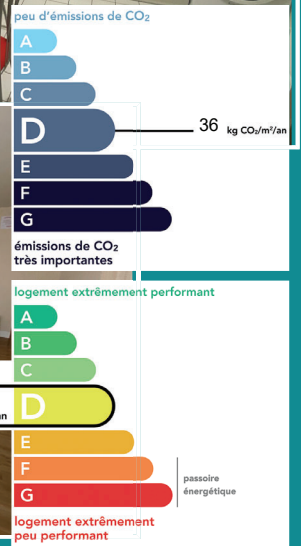 peu d'émissions de CO₂
A
B
C
D
36 kg CO₂/m²/an
E
F
G
émissions de CO₂
très importantes
logement extrêmement performant
A
B
C
D
E
F
G
passoire
énergétique
logement extrêmement
peu performant